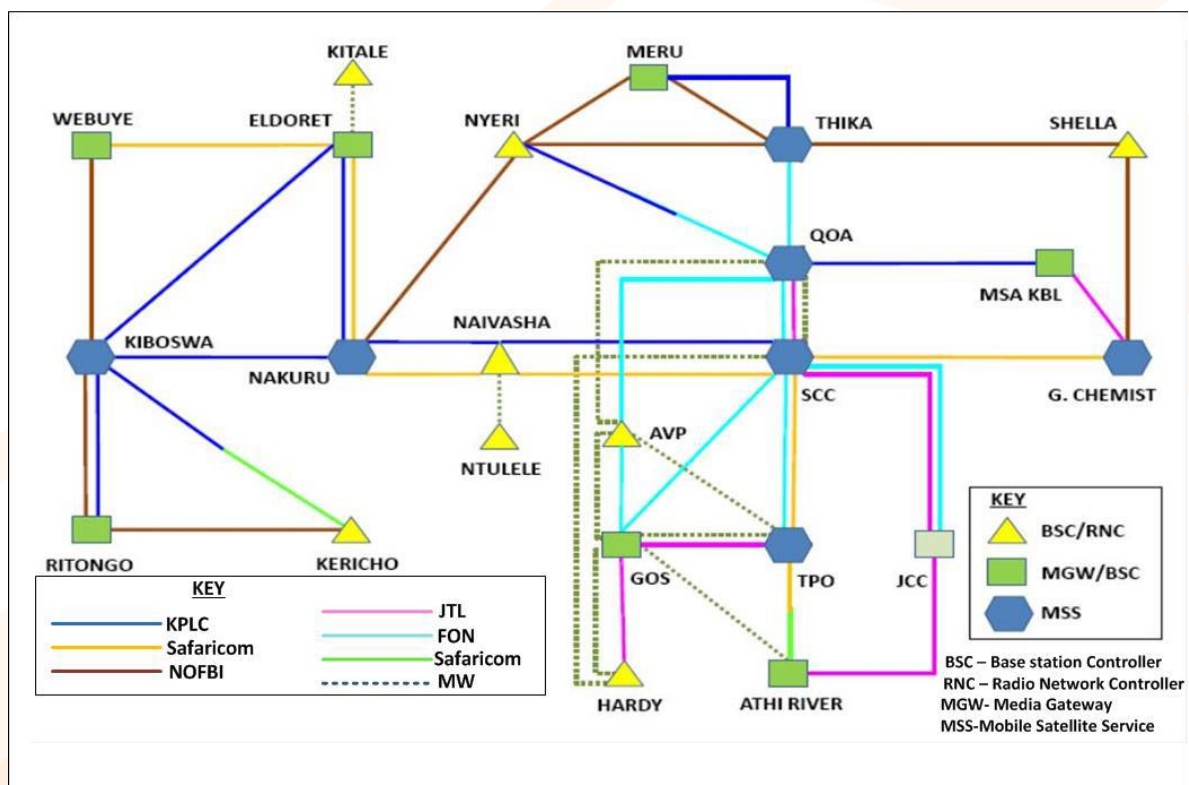 KITALE
MERU
WEBUYE
ELDORET
NYERI
THIKA
SHELLA
QOA
MSA KBL
NAIVASHA
KIBOSWA
NAKURU
SCC
G. CHEMIST
AVP
NTULELE
RITONGO
KERICHO
GOS
TPO
JCC
HARDY
ATHI RIVER
KEY
BSC/RNC
MGW/BSC
MSS
KEY
KPLC
Safaricom
NOFBI
JTL
FON
Safaricom
MW
BSC – Base station Controller
RNC – Radio Network Controller
MGW- Media Gateway
MSS-Mobile Satellite Service